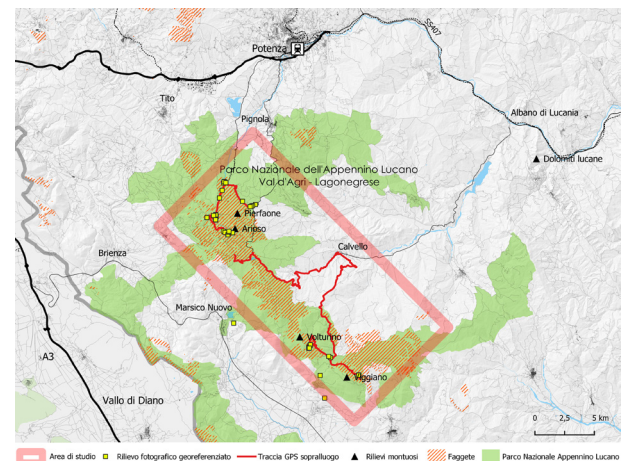 SS407
Potenza
Tito
Pignola
Albano di Lucania
Dolomiti lucane
Parco Nazionale dell'Appennino Lucano
Val d'Agri - Lagonegrese
Pierfaone
Arioso
Brienza
Calvello
Marsico Nuovo
Volturino
A3
Viggiano
Vallo di Diano
0 2,5 5 km
Area di studio Rilievo fotografico georeferenziato Traccia GPS sopralluogo Rilievi montuosi Faggete Parco Nazionale Appennino Lucano